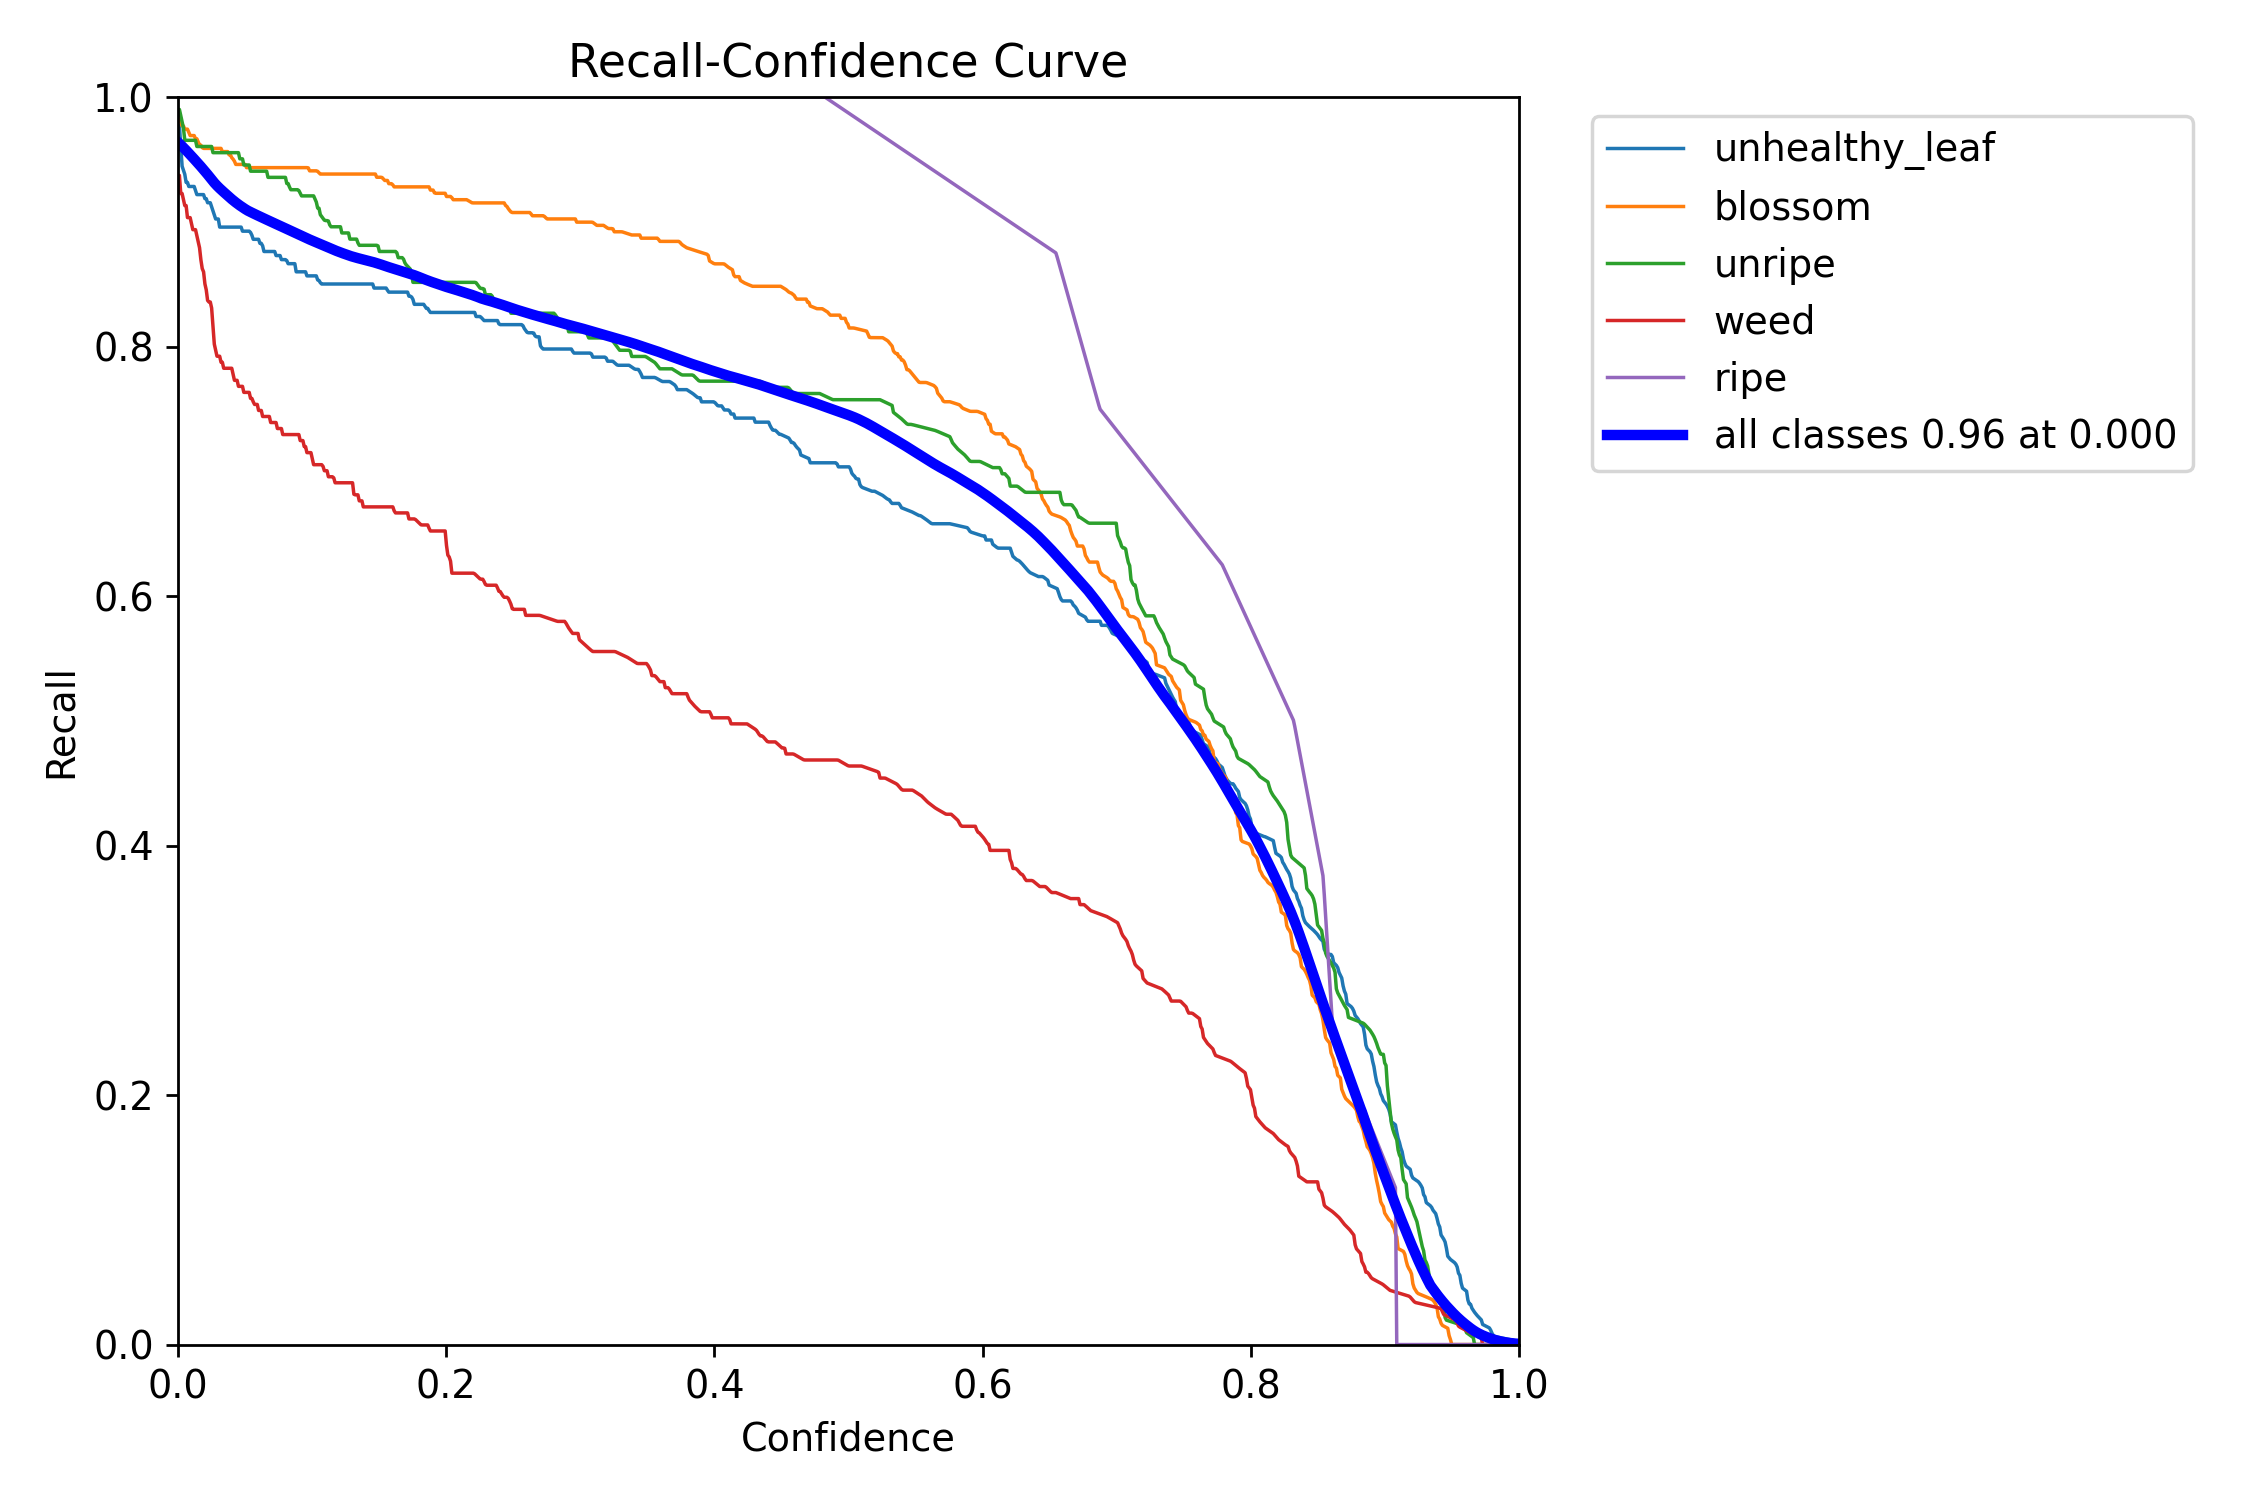 Recall-Confidence Curve
1.0
0.8
0.6
0.4
0.2
0.0
Recall
0.0 0.2 0.4 0.6 0.8 1.0
Confidence
unhealthy_leaf
blossom
unripe
weed
ripe
all classes 0.96 at 0.000